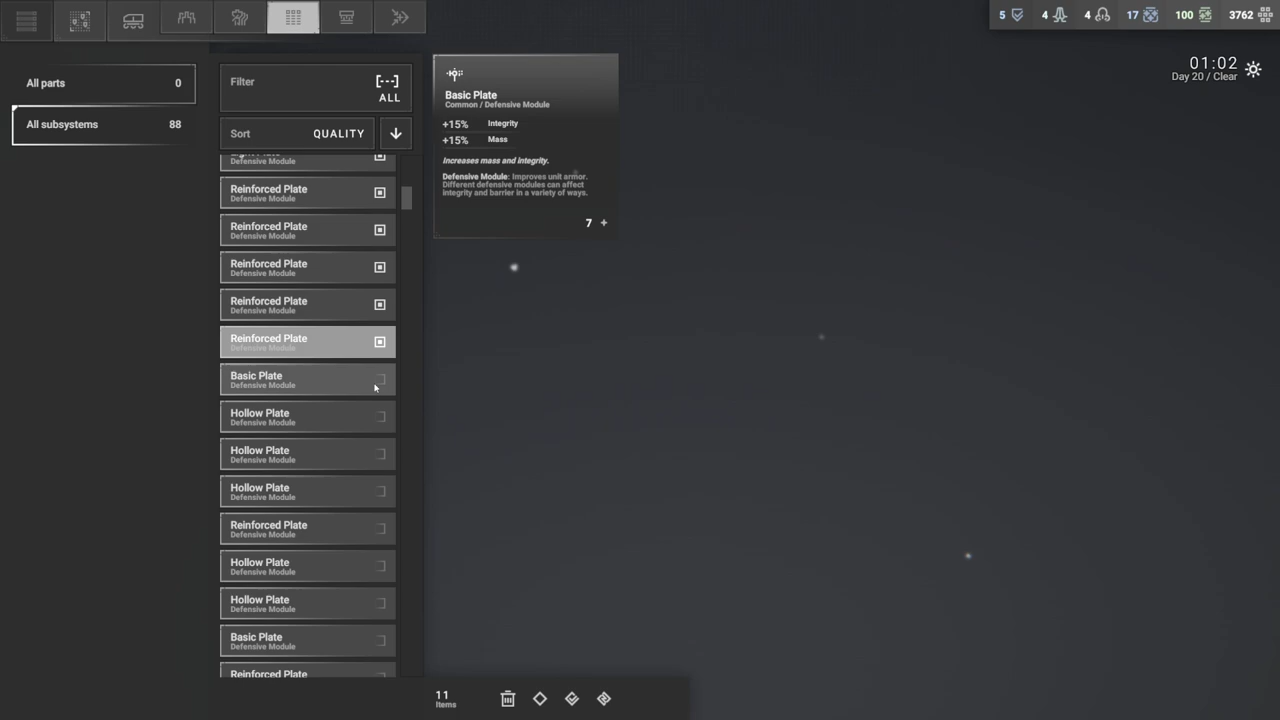 5 4 4 17 100 3762
01:02
Day 20 / Clear
All parts 0
All subsystems 88
Filter [---]
ALL
Sort QUALITY
Defensive Module
Reinforced Plate
Defensive Module
Reinforced Plate
Defensive Module
Reinforced Plate
Defensive Module
Reinforced Plate
Defensive Module
Reinforced Plate
Defensive Module
Basic Plate
Defensive Module
Hollow Plate
Defensive Module
Hollow Plate
Defensive Module
Hollow Plate
Defensive Module
Reinforced Plate
Defensive Module
Hollow Plate
Defensive Module
Hollow Plate
Defensive Module
Basic Plate
Defensive Module
Reinforced Plate
Basic Plate
Common / Defensive Module
+15% Integrity
+15% Mass
Increases mass and integrity.
Defensive Module: Improves unit armor.
Different defensive modules can affect
integrity and barrier in a variety of ways.
7 +
11
Items